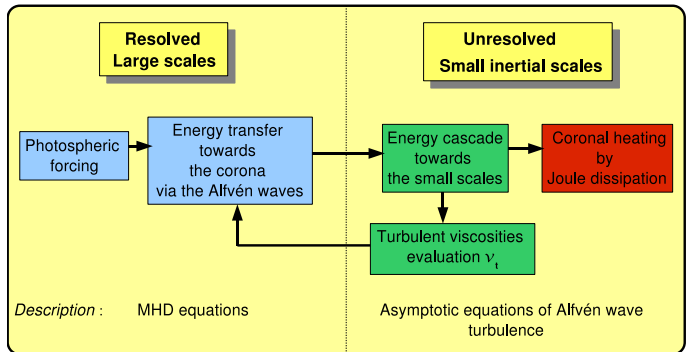 Resolved
Large scales
Unresolved
Small inertial scales
Photospheric
forcing
Energy transfer
towards
the corona
via the Alfvén waves
Energy cascade
towards
the small scales
Coronal heating
by
Joule dissipation
Turbulent viscosities
evaluation ν_t
Description : MHD equations
Asymptotic equations of Alfvén wave
turbulence